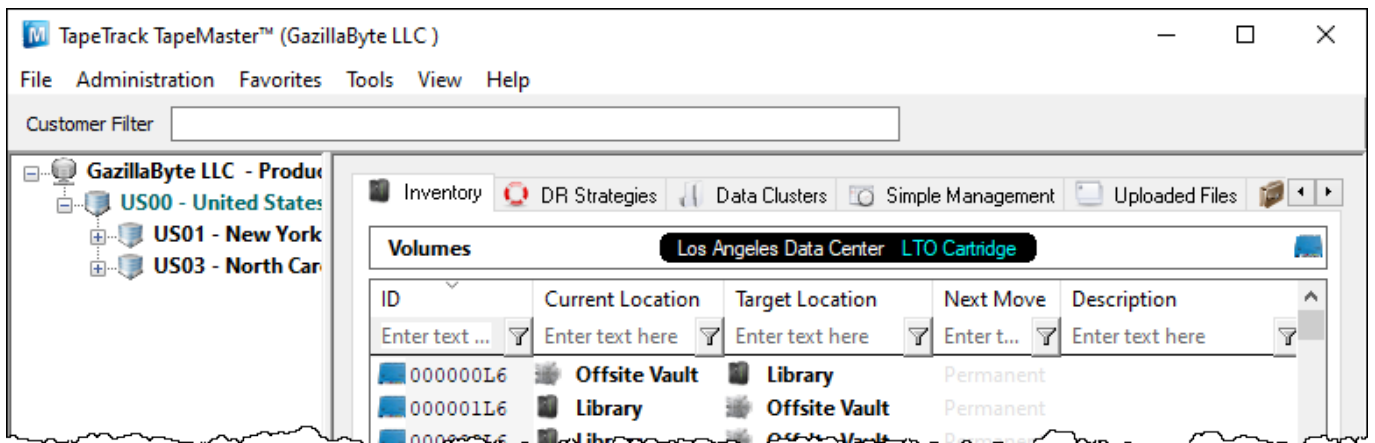 TapeTrack TapeMaster™ (GazillaByte LLC )
File Administration Favorites Tools View Help
Customer Filter
GazillaByte LLC - Produc
US00 - United States
US01 - New York
US03 - North Car
Inventory DR Strategies Data Clusters Simple Management Uploaded Files
Volumes Los Angeles Data Center LTO Cartridge
ID Current Location Target Location Next Move Description
Enter text ... Enter text here Enter text here Enter t... Enter text here
000000L6 Offsite Vault Library Permanent
000001L6 Library Offsite Vault Permanent